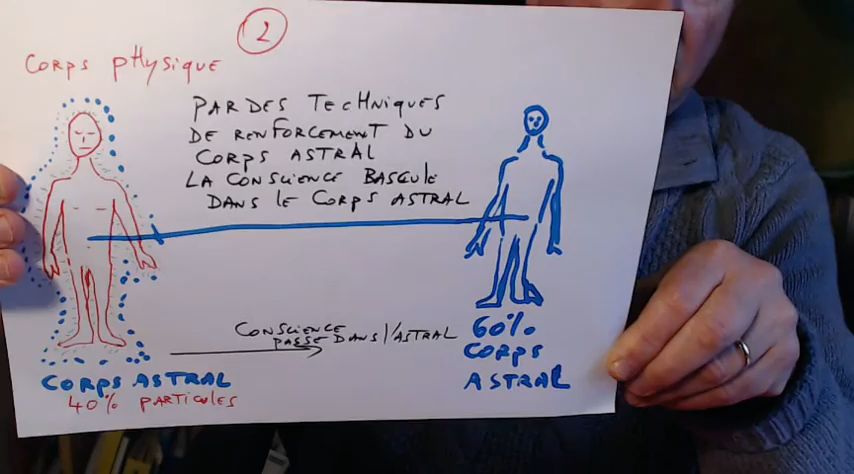 2
Corps pHysique
PAR DES TECHNIQUES
DE RENFORCEMENT DU
CORPS ASTRAL
LA CONSCIENCE BASCULE
DANS LE CORPS ASTRAL
CONSCIENCE
PASSE DANS l'ASTRAL
60%
CORPS
ASTRAL
CORPS ASTRAL
40% PARTICULES